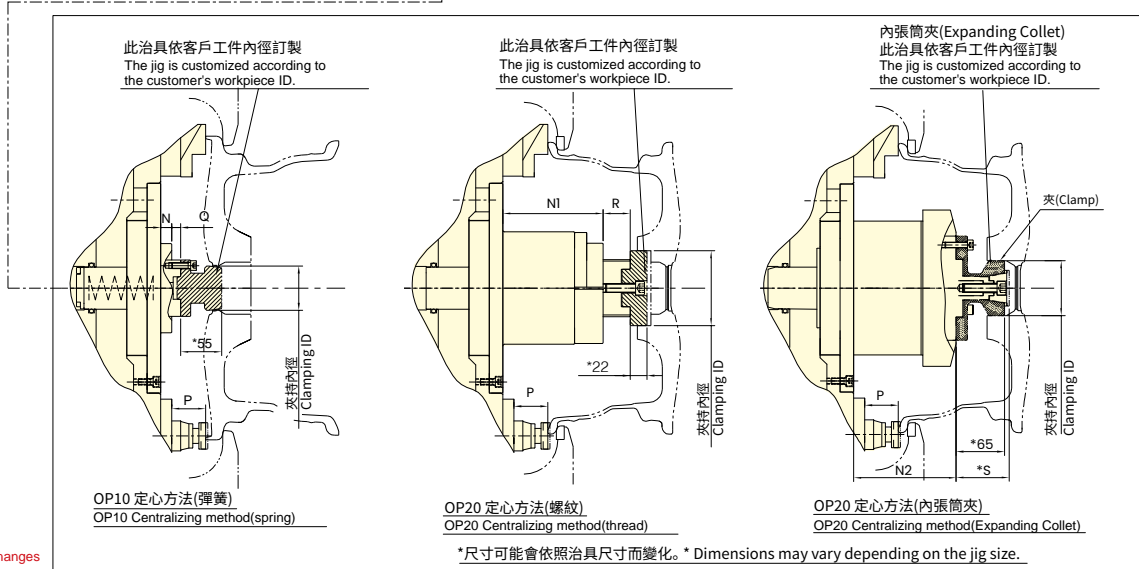 此治具依客戶工件內徑訂製
The jig is customized according to
the customer's workpiece ID.
N
Q
*55
P
夾持內徑
Clamping ID
OP10 定心方法(彈簧)
OP10 Centralizing method(spring)
此治具依客戶工件內徑訂製
The jig is customized according to
the customer's workpiece ID.
N1
R
*22
P
夾持內徑
Clamping ID
OP20 定心方法(螺紋)
OP20 Centralizing method(thread)
內張筒夾(Expanding Collet)
此治具依客戶工件內徑訂製
The jig is customized according to
the customer's workpiece ID.
夾(Clamp)
P
*65
N2
*S
夾持內徑
Clamping ID
OP20 定心方法(內張筒夾)
OP20 Centralizing method(Expanding Collet)
*尺寸可能會依照治具尺寸而變化。* Dimensions may vary depending on the jig size.